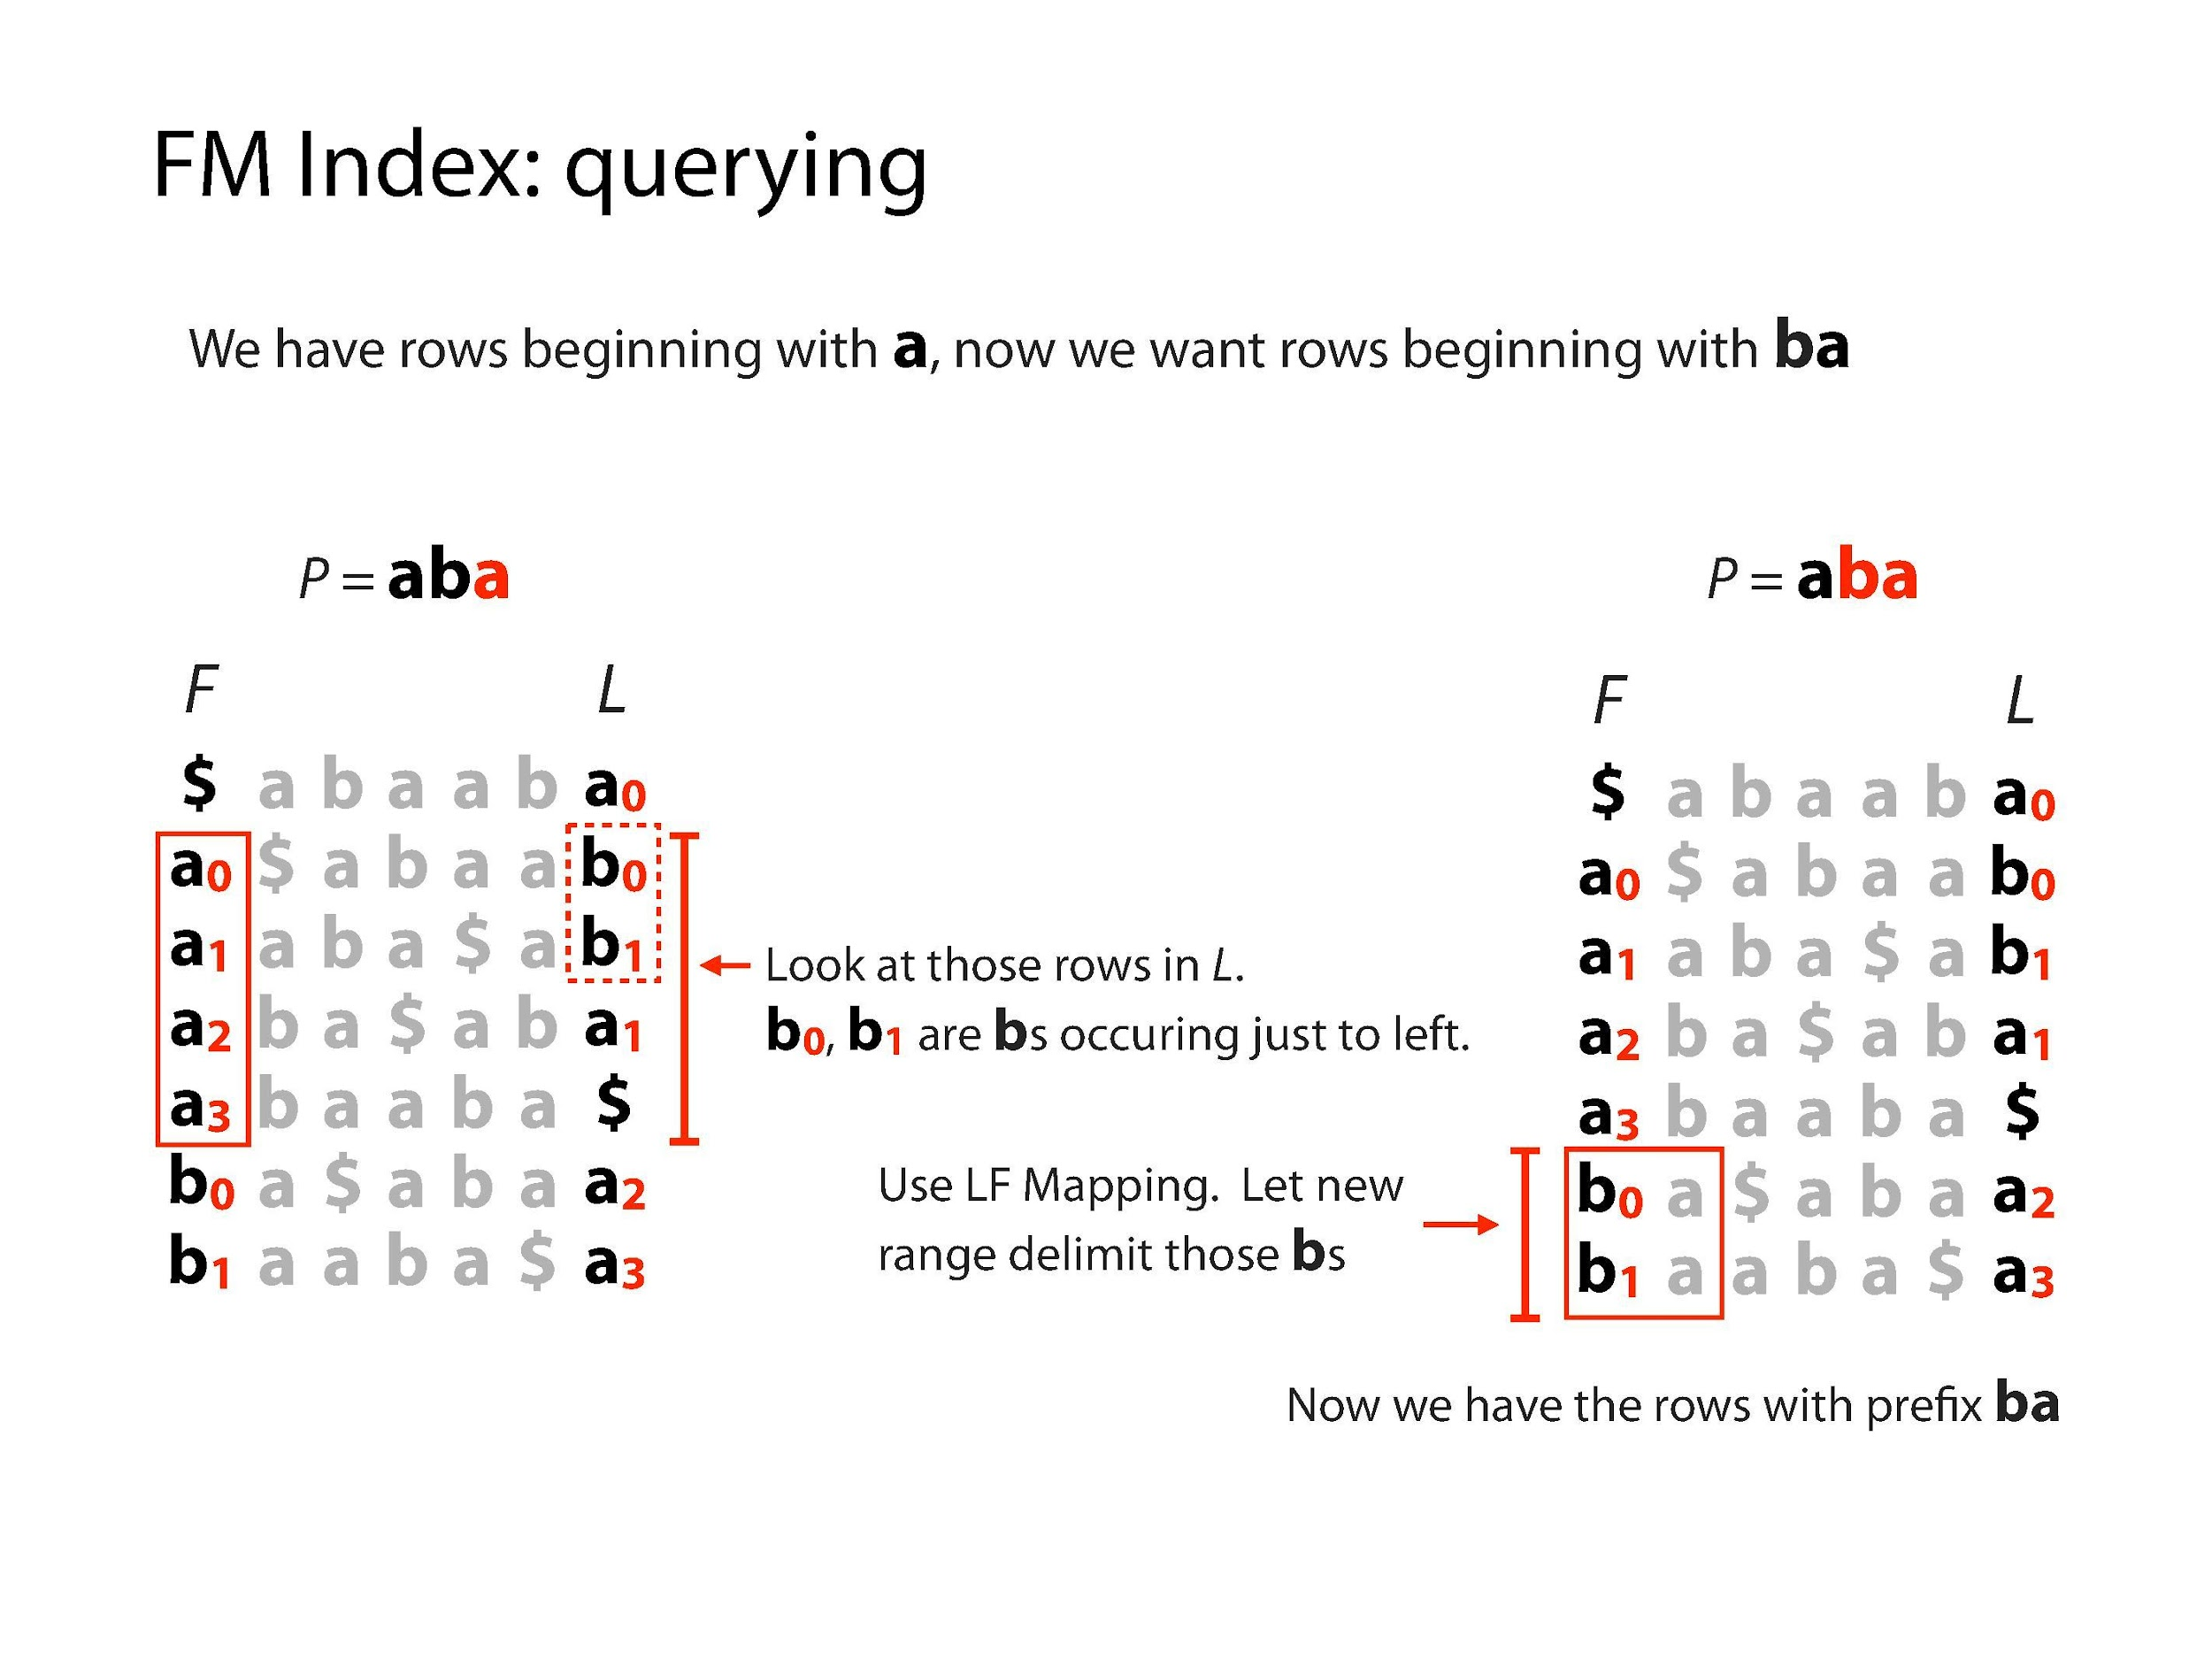 FM Index: querying
We have rows beginning with a, now we want rows beginning with ba
P = aba
F L
$ a b a a b a0
a0 $ a b a a b0
a1 a b a $ a b1
a2 b a $ a b a1
a3 b a a b a $
b0 a $ a b a a2
b1 a a b a $ a3
Look at those rows in L.
b0, b1 are bs occuring just to left.
Use LF Mapping. Let new
range delimit those bs
P = aba
F L
$ a b a a b a0
a0 $ a b a a b0
a1 a b a $ a b1
a2 b a $ a b a1
a3 b a a b a $
b0 a $ a b a a2
b1 a a b a $ a3
Now we have the rows with prefix ba